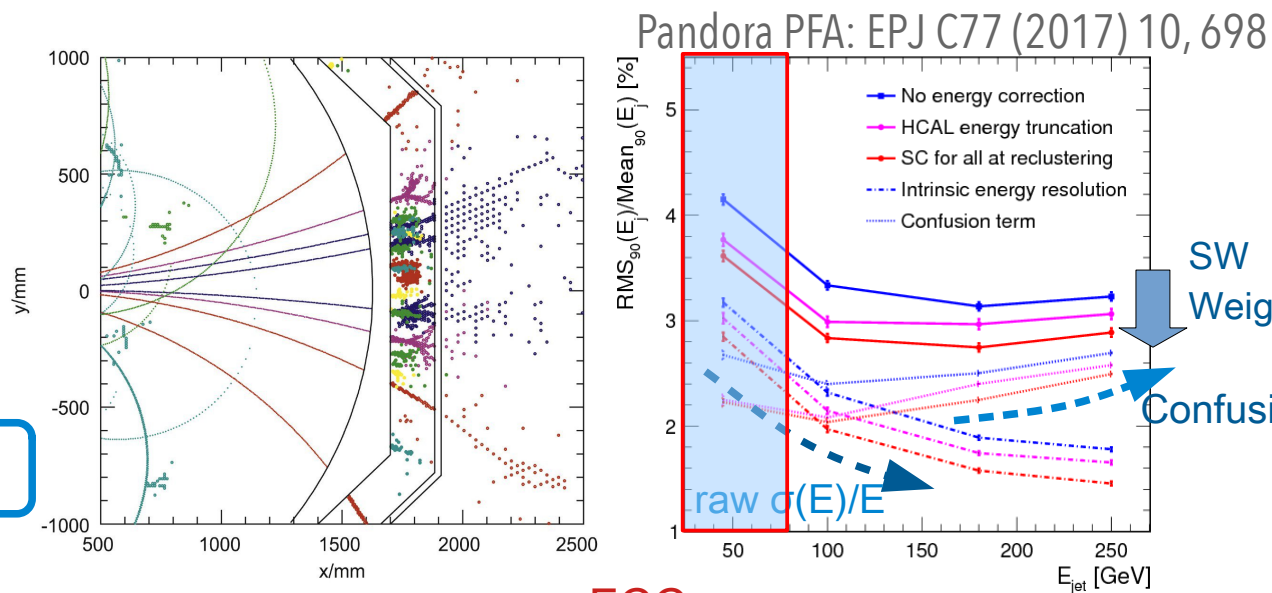 Pandora PFA: EPJ C77 (2017) 10, 698
1000
500
0
-500
-1000
y/mm
500
1000
1500
2000
2500
x/mm
RMS90(Ej)/Mean90(Ej) [%]
5
4
3
2
1
No energy correction
HCAL energy truncation
SC for all at reclustering
Intrinsic energy resolution
Confusion term
SW
Weig
Confusi
raw σ(E)/E
50
100
150
200
250
Ejet [GeV]